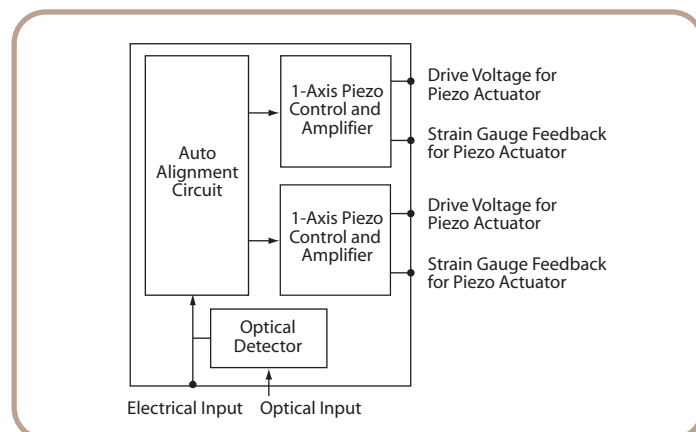 1-Axis Piezo
Control and
Amplifier
Drive Voltage for
Piezo Actuator
Strain Gauge Feedback
for Piezo Actuator
Auto
Alignment
Circuit
1-Axis Piezo
Control and
Amplifier
Drive Voltage for
Piezo Actuator
Strain Gauge Feedback
for Piezo Actuator
Optical
Detector
Electrical Input
Optical Input